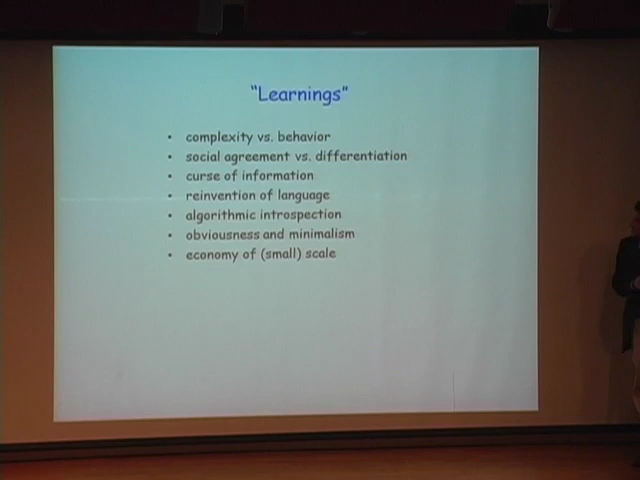 "Learnings"
• complexity vs. behavior
• social agreement vs. differentiation
• curse of information
• reinvention of language
• algorithmic introspection
• obviousness and minimalism
• economy of (small) scale